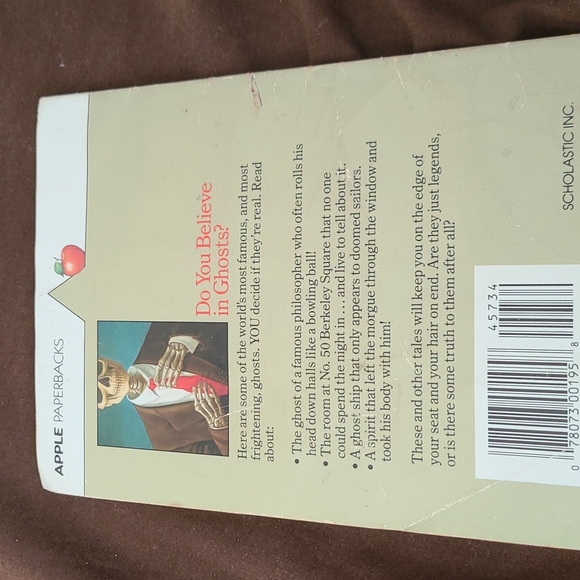 APPLE PAPERBACKS
Do You Believe
in Ghosts?
Here are some of the world's most famous, and most
frightening, ghosts. YOU decide if they're real. Read
about:
• The ghost of a famous philosopher who often rolls his
head down halls like a bowling ball!
• The room at No. 50 Berkeley Square that no one
could spend the night in . . . and live to tell about it.
• A ghost ship that only appears to doomed sailors.
• A spirit that left the morgue through the window and
took his body with him!
These and other tales will keep you on the edge of
your seat and your hair on end. Are they just legends,
or is there some truth to them after all?
45734
0 78073 00195 8
SCHOLASTIC INC.